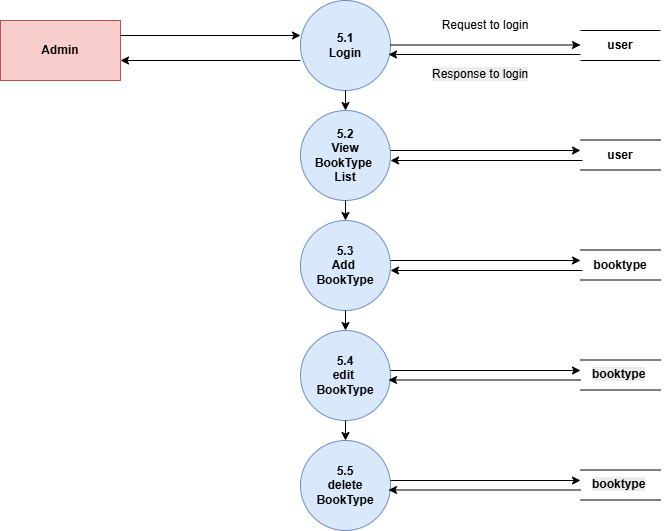 Admin
5.1
Login
Request to login
Response to login
user
5.2
View
BookType
List
user
5.3
Add
BookType
booktype
5.4
edit
BookType
booktype
5.5
delete
BookType
booktype